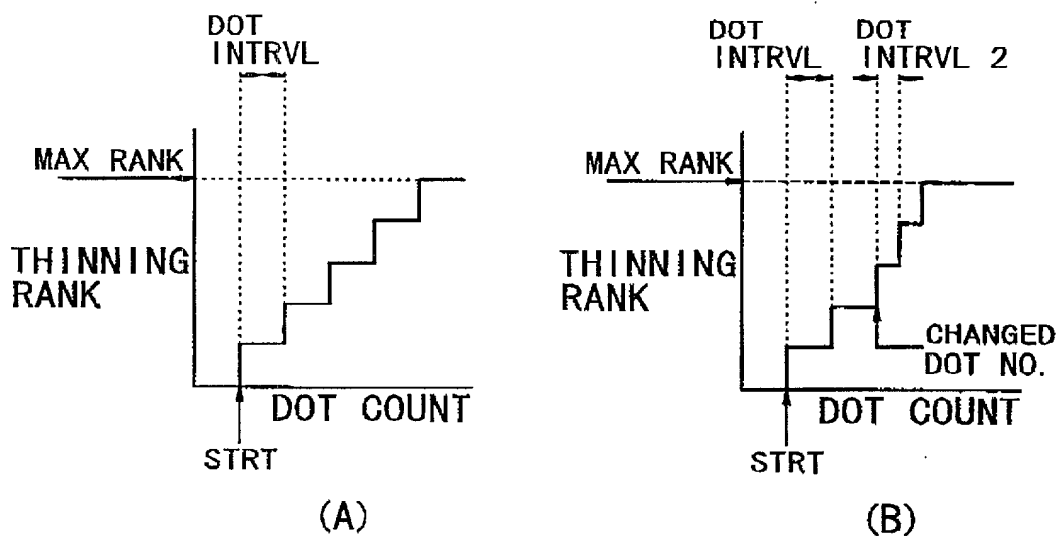 DOT
INTRVL
MAX RANK
THINNING
RANK
DOT COUNT
STRT
(A)
DOT
INTRVL
DOT
INTRVL 2
MAX RANK
THINNING
RANK
CHANGED
DOT NO.
DOT COUNT
STRT
(B)